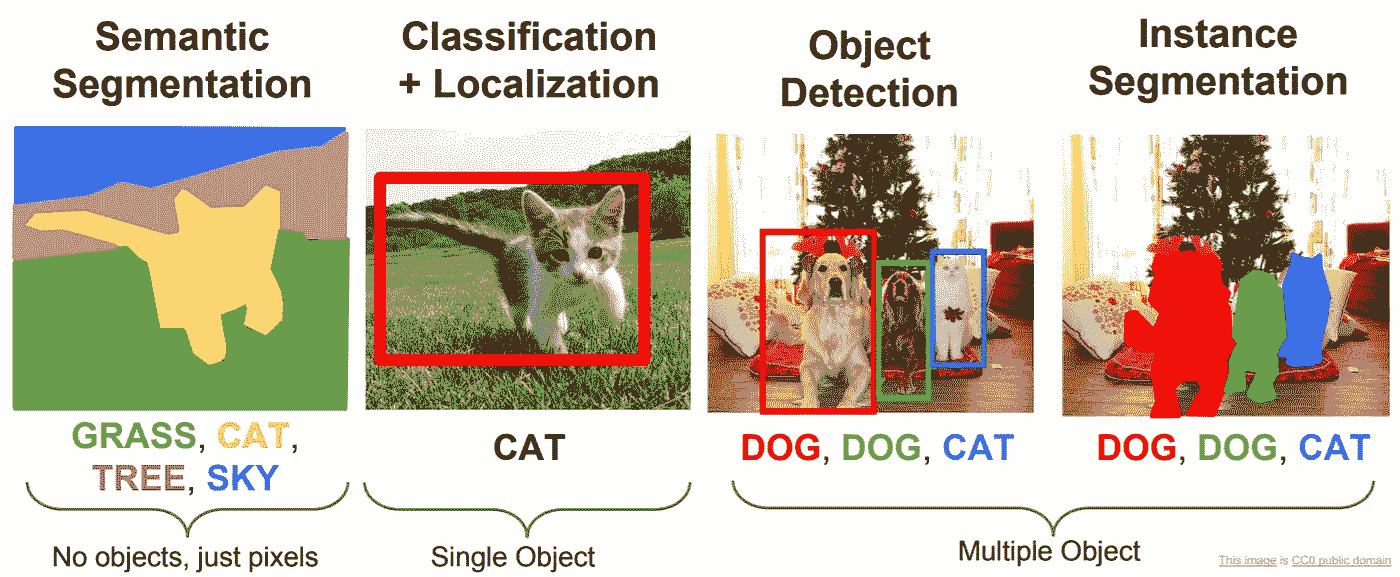 Semantic
Segmentation
Classification
+ Localization
Object
Detection
Instance
Segmentation
GRASS, CAT,
TREE, SKY
CAT
DOG, DOG, CAT
DOG, DOG, CAT
No objects, just pixels
Single Object
Multiple Object
This image is CC0 public domain